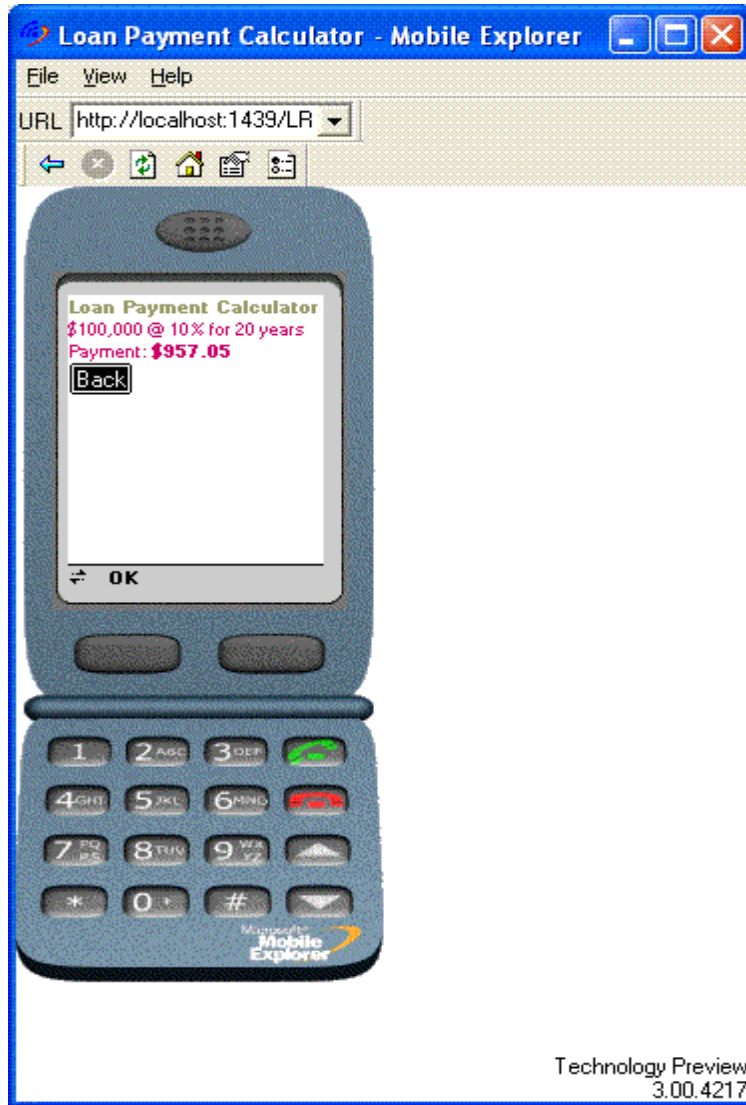 Loan Payment Calculator - Mobile Explorer
File View Help
URL http://localhost:1439/LR
Loan Payment Calculator
$100,000 @ 10% for 20 years
Payment: $957.05
Back
OK
1 2ABC 3DEF
4GHI 5JKL 6MNO
7PQRS 8TUV 9WXYZ
* 0+ #
Microsoft
Mobile
Explorer
Technology Preview
3.00.4217